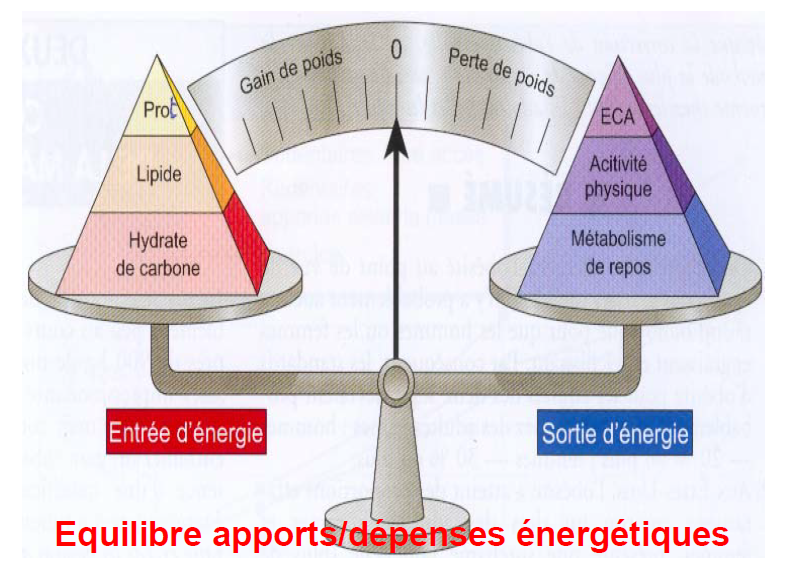 Gain de poids
0
Perte de poids
Prot
Lipide
Hydrate
de carbone
ECA
Acitivité
physique
Métabolisme
de repos
Entrée d'énergie
Sortie d'énergie
Equilibre apports/dépenses énergétiques